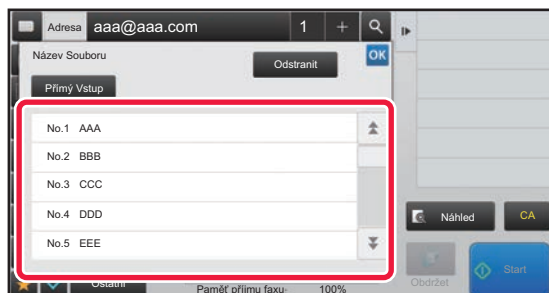 Adresa aaa@aaa.com 1 +
Název Souboru
OK
Odstranit
Přímý Vstup
No.1 AAA
No.2 BBB
No.3 CCC
No.4 DDD
No.5 EEE
Náhled
CA
Ostatní
Paměť příjmu faxu: 100%
Obdržet
Start